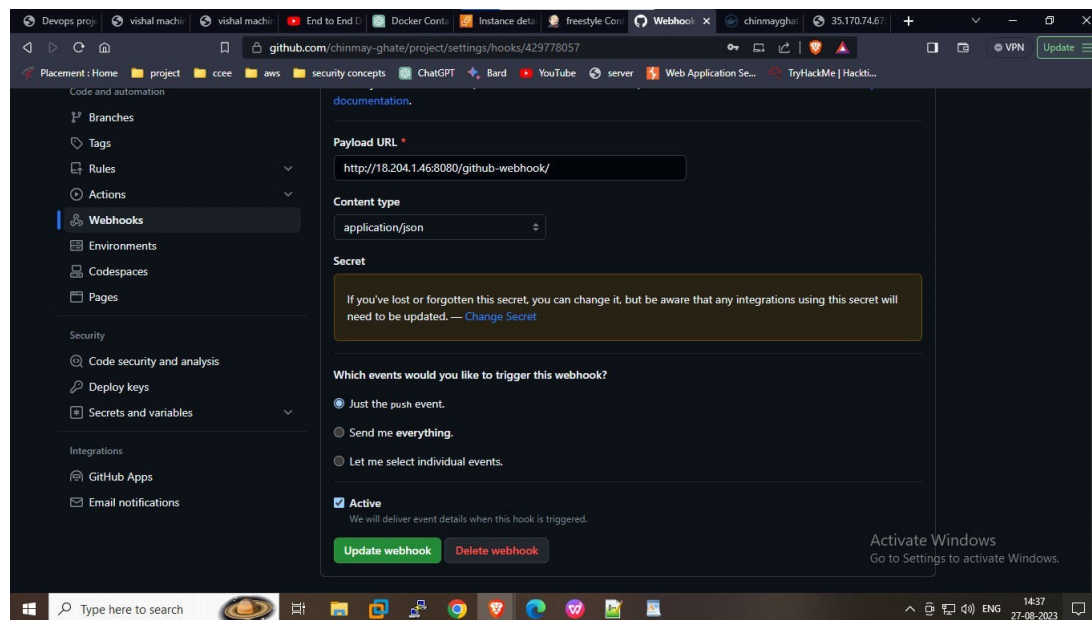 Devops proj
vishal machin
vishal machin
End to End D
Docker Conta
Instance deta
freestyle Conf
Webhook
chinmayghat
35.170.74.67
github.com/chinmay-ghate/project/settings/hooks/429778057
VPN
Update
Placement : Home
project
ccee
aws
security concepts
ChatGPT
Bard
YouTube
server
Web Application Se...
TryHackMe | Hackti...
Code and automation
Branches
Tags
Rules
Actions
Webhooks
Environments
Codespaces
Pages
Security
Code security and analysis
Deploy keys
Secrets and variables
Integrations
GitHub Apps
Email notifications
documentation.
Payload URL *
http://18.204.1.46:8080/github-webhook/
Content type
application/json
Secret
If you've lost or forgotten this secret, you can change it, but be aware that any integrations using this secret will
need to be updated. — Change Secret
Which events would you like to trigger this webhook?
Just the push event.
Send me everything.
Let me select individual events.
Active
We will deliver event details when this hook is triggered.
Update webhook
Delete webhook
Activate Windows
Go to Settings to activate Windows.
Type here to search
ENG
14:37
27-08-2023